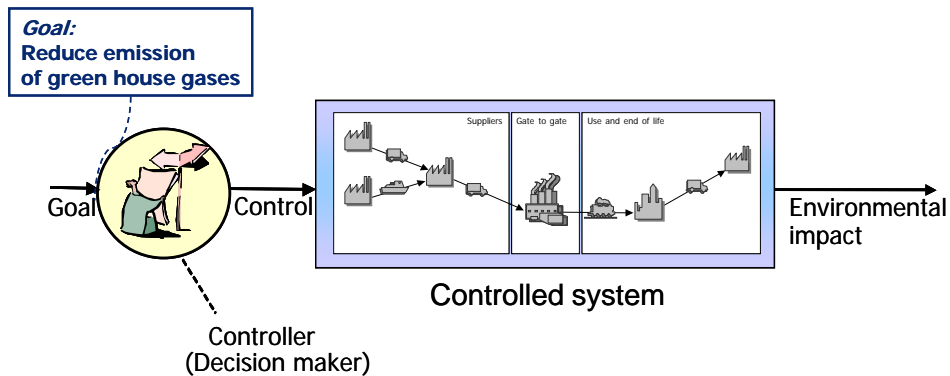 Goal:
Reduce emission
of green house gases
Suppliers
Gate to gate
Use and end of life
Goal
Control
Environmental
impact
Controlled system
Controller
(Decision maker)